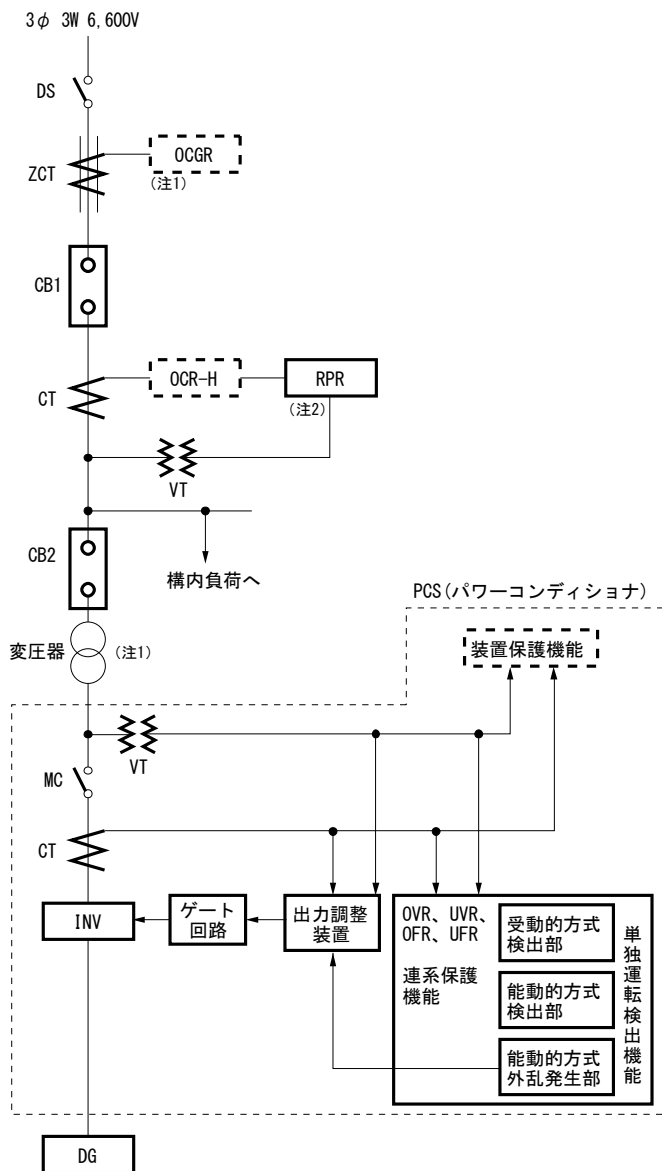 3φ 3W 6,600V
DS
ZCT
OCGR
(注1)
CB1
CT
OCR-H
RPR
(注2)
VT
CB2
構内負荷へ
PCS(パワーコンディショナ)
変圧器
(注1)
装置保護機能
VT
MC
CT
INV
ゲート
回路
出力調整
装置
OVR、UVR、
OFR、UFR
連系保護
機能
受動的方式
検出部
能動的方式
検出部
能動的方式
外乱発生部
単独運転検出機能
DG